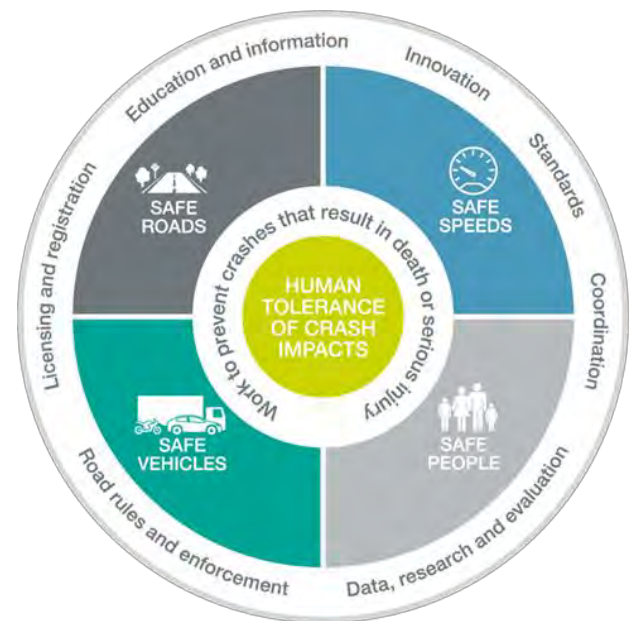 Education and information
Innovation
Standards
Coordination
Data, research and evaluation
Road rules and enforcement
Licensing and registration
SAFE
ROADS
SAFE
SPEEDS
SAFE
VEHICLES
SAFE
PEOPLE
Work to prevent crashes that result in death or serious injury
HUMAN
TOLERANCE
OF CRASH
IMPACTS